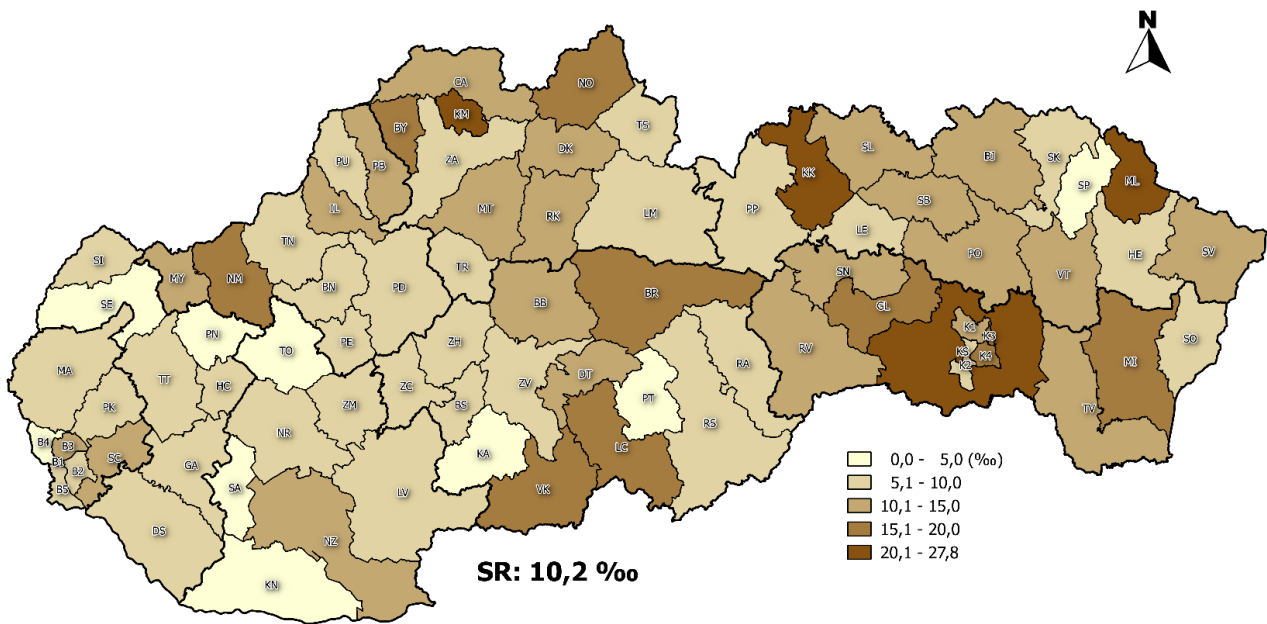 N
CA
NO
KM
BY
TS
PU
PB
ZA
DK
KK
SL
BJ
SK
SP
ML
IL
MT
RK
LM
PP
SB
LE
TN
PO
HE
SV
SI
MY
NM
BN
PD
TR
SN
VT
SE
BB
BR
GL
PN
TO
PE
ZH
K1
K3
K5
K4
K2
RV
MI
SO
MA
TT
HC
ZC
ZV
DT
RA
PK
ZM
BS
PT
TV
B4
B3
SC
NR
KA
RS
B1
B2
GA
LC
B5
SA
LV
VK
DS
NZ
KN
0,0 - 5,0 (‰)
5,1 - 10,0
10,1 - 15,0
15,1 - 20,0
20,1 - 27,8
SR: 10,2 ‰